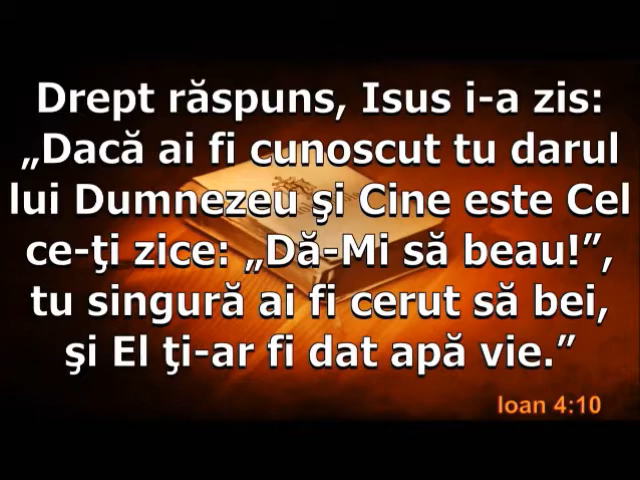 Drept răspuns, Isus i-a zis:
„Dacă ai fi cunoscut tu darul
lui Dumnezeu şi Cine este Cel
ce-ţi zice: „Dă-Mi să beau!”,
tu singură ai fi cerut să bei,
şi El ţi-ar fi dat apă vie.”
Ioan 4:10